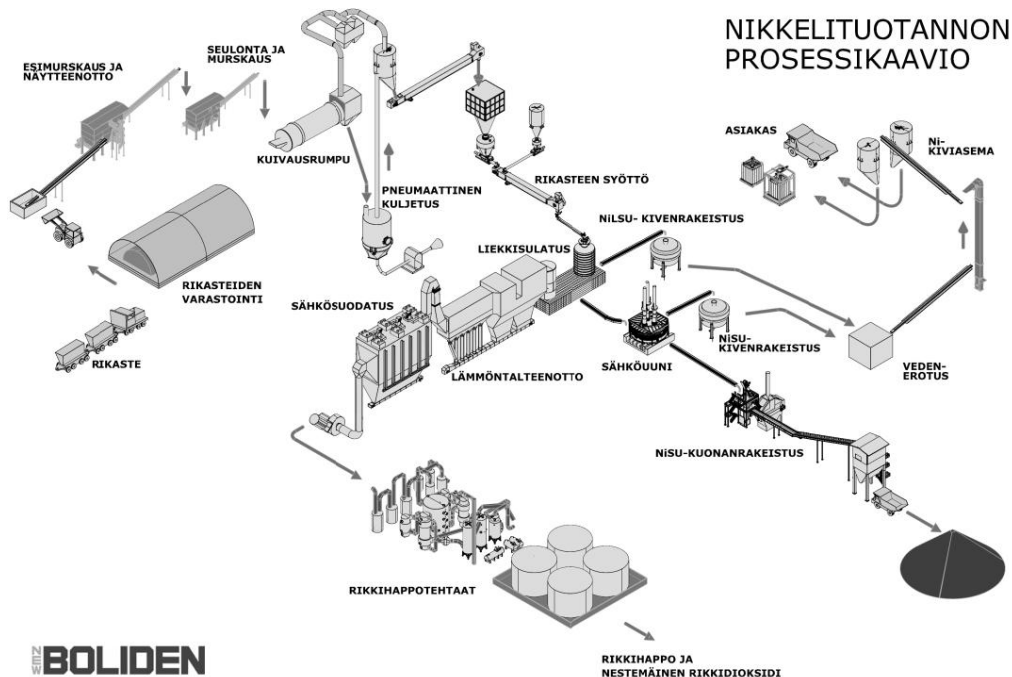 NIKKELITUOTANNON
PROSESSIKAAVIO
ESIMURSKAUS JA
NÄYTTEENOTTO
SEULONTA JA
MURSKAUS
KUIVAUSRUMPU
PNEUMAATTINEN
KULJETUS
RIKASTEEN SYÖTTÖ
ASIAKAS
Ni-
KIVIASEMA
NiLSU- KIVENRAKEISTUS
LIEKKISULATUS
RIKASTEIDEN
VARASTOINTI
SÄHKÖSUODATUS
RIKASTE
LÄMMÖNTALTEENOTTO
SÄHKÖUUNI
NiSU-
KIVENRAKEISTUS
VEDEN-
EROTUS
NiSU-KUONANRAKEISTUS
RIKKIHAPPOTEHTAAT
RIKKIHAPPO JA
NESTEMÄINEN RIKKIDIOKSIDI
NEW BOLIDEN